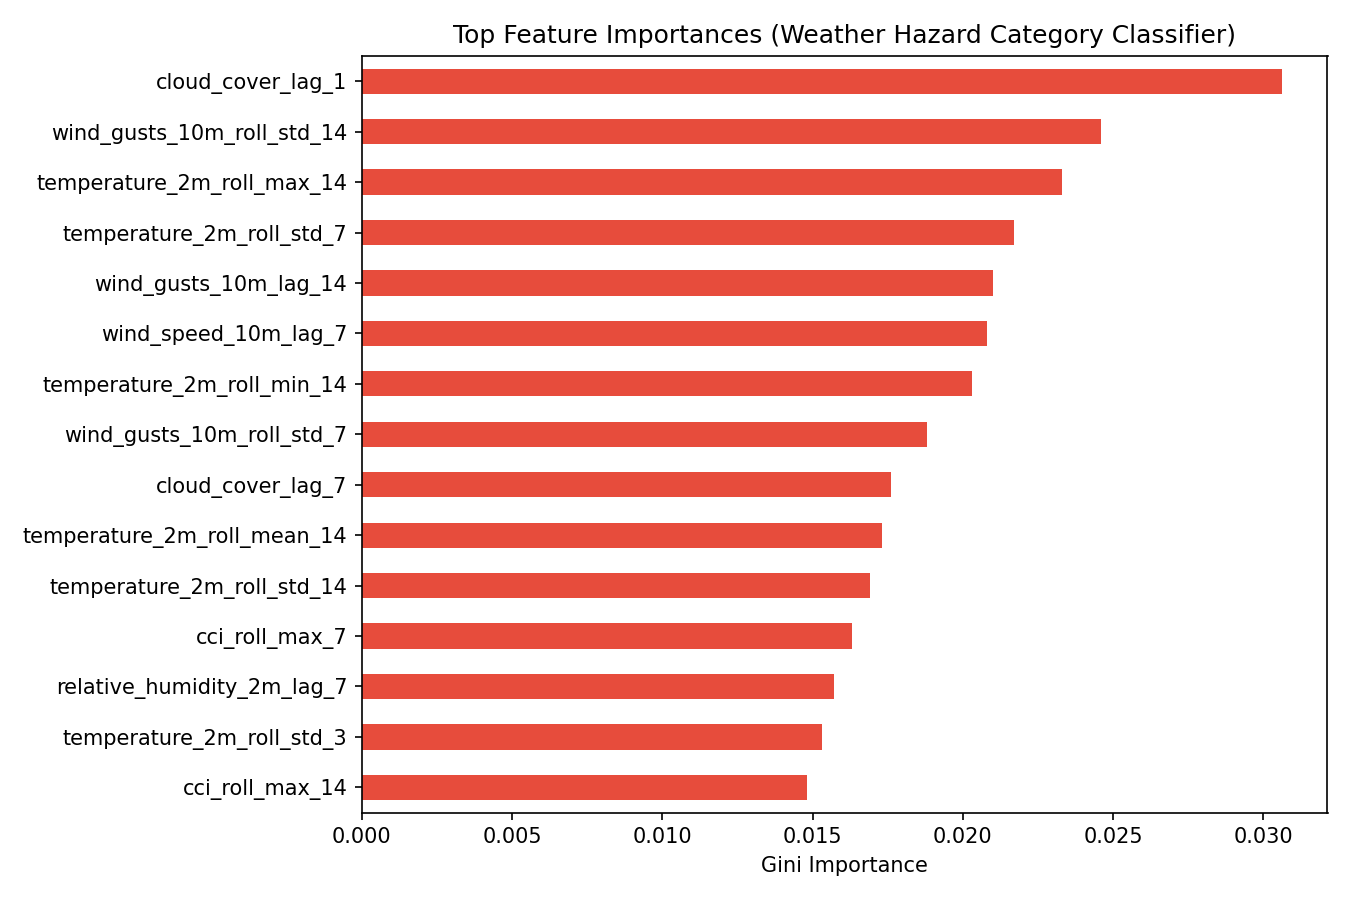 Top Feature Importances (Weather Hazard Category Classifier)
cloud_cover_lag_1
wind_gusts_10m_roll_std_14
temperature_2m_roll_max_14
temperature_2m_roll_std_7
wind_gusts_10m_lag_14
wind_speed_10m_lag_7
temperature_2m_roll_min_14
wind_gusts_10m_roll_std_7
cloud_cover_lag_7
temperature_2m_roll_mean_14
temperature_2m_roll_std_14
cci_roll_max_7
relative_humidity_2m_lag_7
temperature_2m_roll_std_3
cci_roll_max_14
0.000 0.005 0.010 0.015 0.020 0.025 0.030
Gini Importance